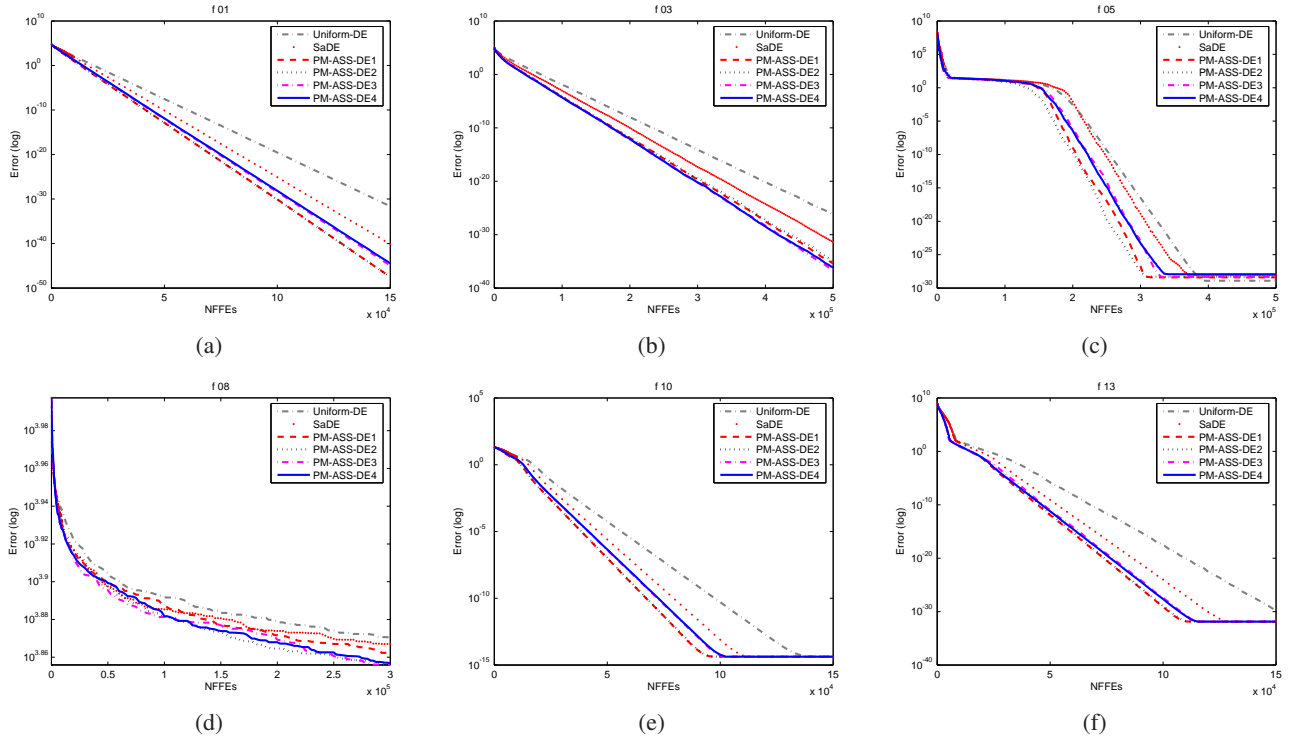 f 01
10^10
10^0
10^-10
10^-20
10^-30
10^-40
10^-50
Error (log)
0 5 10 15
NFFEs
x 10^4
Uniform-DE
SaDE
PM-ASS-DE1
PM-ASS-DE2
PM-ASS-DE3
PM-ASS-DE4
(a)
f 03
10^10
10^0
10^-10
10^-20
10^-30
10^-40
Error (log)
0 1 2 3 4 5
NFFEs
x 10^5
Uniform-DE
SaDE
PM-ASS-DE1
PM-ASS-DE2
PM-ASS-DE3
PM-ASS-DE4
(b)
f 05
10^10
10^5
10^0
10^-5
10^-10
10^-15
10^-20
10^-25
10^-30
Error (log)
0 1 2 3 4 5
NFFEs
x 10^5
Uniform-DE
SaDE
PM-ASS-DE1
PM-ASS-DE2
PM-ASS-DE3
PM-ASS-DE4
(c)
f 08
10^3.98
10^3.96
10^3.94
10^3.92
10^3.90
10^3.88
10^3.86
Error (log)
0 0.5 1 1.5 2 2.5 3
NFFEs
x 10^5
Uniform-DE
SaDE
PM-ASS-DE1
PM-ASS-DE2
PM-ASS-DE3
PM-ASS-DE4
(d)
f 10
10^5
10^0
10^-5
10^-10
10^-15
Error (log)
0 5 10 15
NFFEs
x 10^4
Uniform-DE
SaDE
PM-ASS-DE1
PM-ASS-DE2
PM-ASS-DE3
PM-ASS-DE4
(e)
f 13
10^10
10^0
10^-10
10^-20
10^-30
10^-40
Error (log)
0 5 10 15
NFFEs
x 10^4
Uniform-DE
SaDE
PM-ASS-DE1
PM-ASS-DE2
PM-ASS-DE3
PM-ASS-DE4
(f)